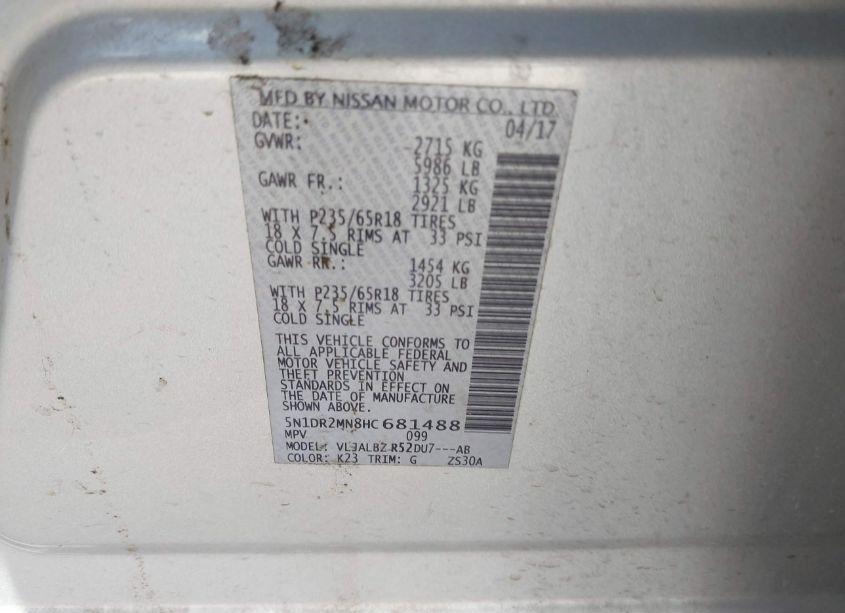 MFD BY NISSAN MOTOR CO., LTD.
DATE: 04/17
GVWR: 2715 KG
5986 LB
GAWR FR.: 1325 KG
2921 LB
WITH P235/65R18 TIRES
18 X 7.5 RIMS AT 33 PSI
COLD SINGLE
GAWR RR.: 1454 KG
3205 LB
WITH P235/65R18 TIRES
18 X 7.5 RIMS AT 33 PSI
COLD SINGLE
THIS VEHICLE CONFORMS TO
ALL APPLICABLE FEDERAL
MOTOR VEHICLE SAFETY AND
THEFT PREVENTION
STANDARDS IN EFFECT ON
THE DATE OF MANUFACTURE
SHOWN ABOVE.
5N1DR2MN8HC681488
MPV 099
MODEL: R52DU7---AB
COLOR: K23 TRIM: G ZS30A